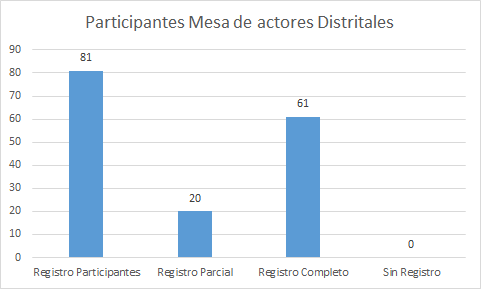 Participantes Mesa de actores Distritales
90
80
70
60
50
40
30
20
10
0
81
20
61
0
Registro Participantes
Registro Parcial
Registro Completo
Sin Registro